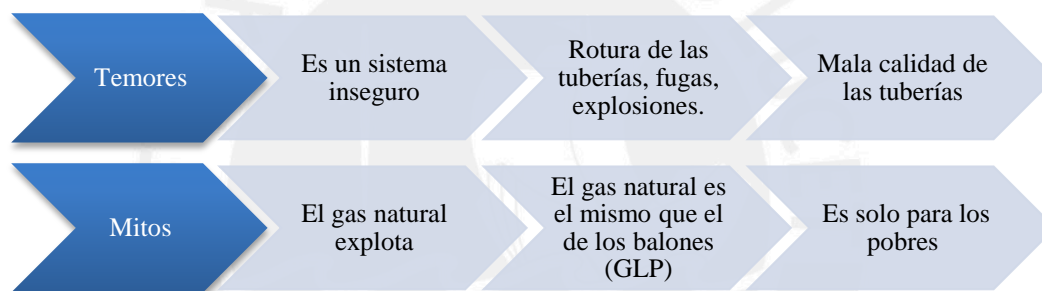 Temores
Es un sistema
inseguro
Rotura de las
tuberías, fugas,
explosiones.
Mala calidad de
las tuberías
Mitos
El gas natural
explota
El gas natural es
el mismo que el
de los balones
(GLP)
Es solo para los
pobres